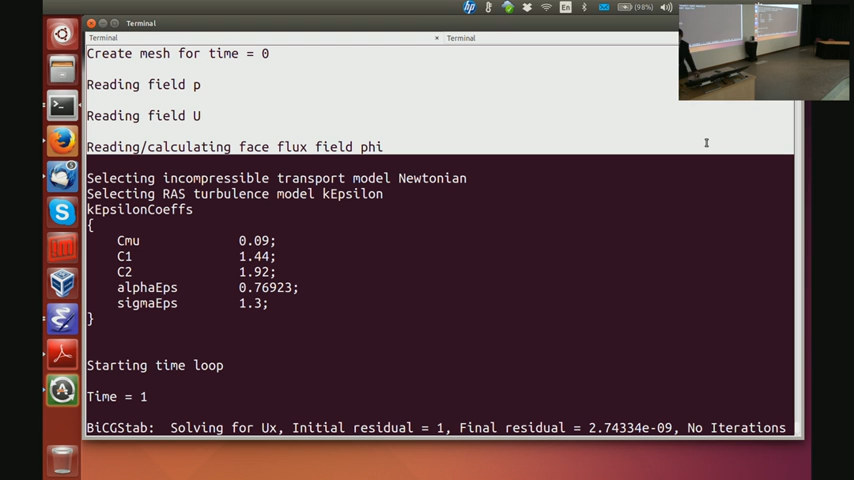 En
(98%)
Terminal
Terminal
Terminal
Create mesh for time = 0
Reading field p
Reading field U
Reading/calculating face flux field phi
Selecting incompressible transport model Newtonian
Selecting RAS turbulence model kEpsilon
kEpsilonCoeffs
{
Cmu 0.09;
C1 1.44;
C2 1.92;
alphaEps 0.76923;
sigmaEps 1.3;
}
Starting time loop
Time = 1
BiCGStab:  Solving for Ux, Initial residual = 1, Final residual = 2.74334e-09, No Iterations